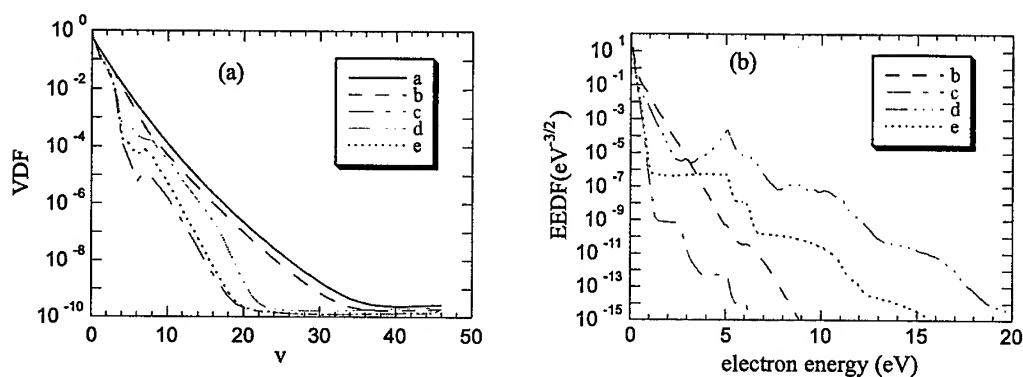 (a)
VDF
10^0
10^-2
10^-4
10^-6
10^-8
10^-10
0 10 20 30 40 50
v
a
b
c
d
e
(b)
EEDF(eV^-3/2)
10^1
10^-1
10^-3
10^-5
10^-7
10^-9
10^-11
10^-13
10^-15
0 5 10 15 20
electron energy (eV)
b
c
d
e